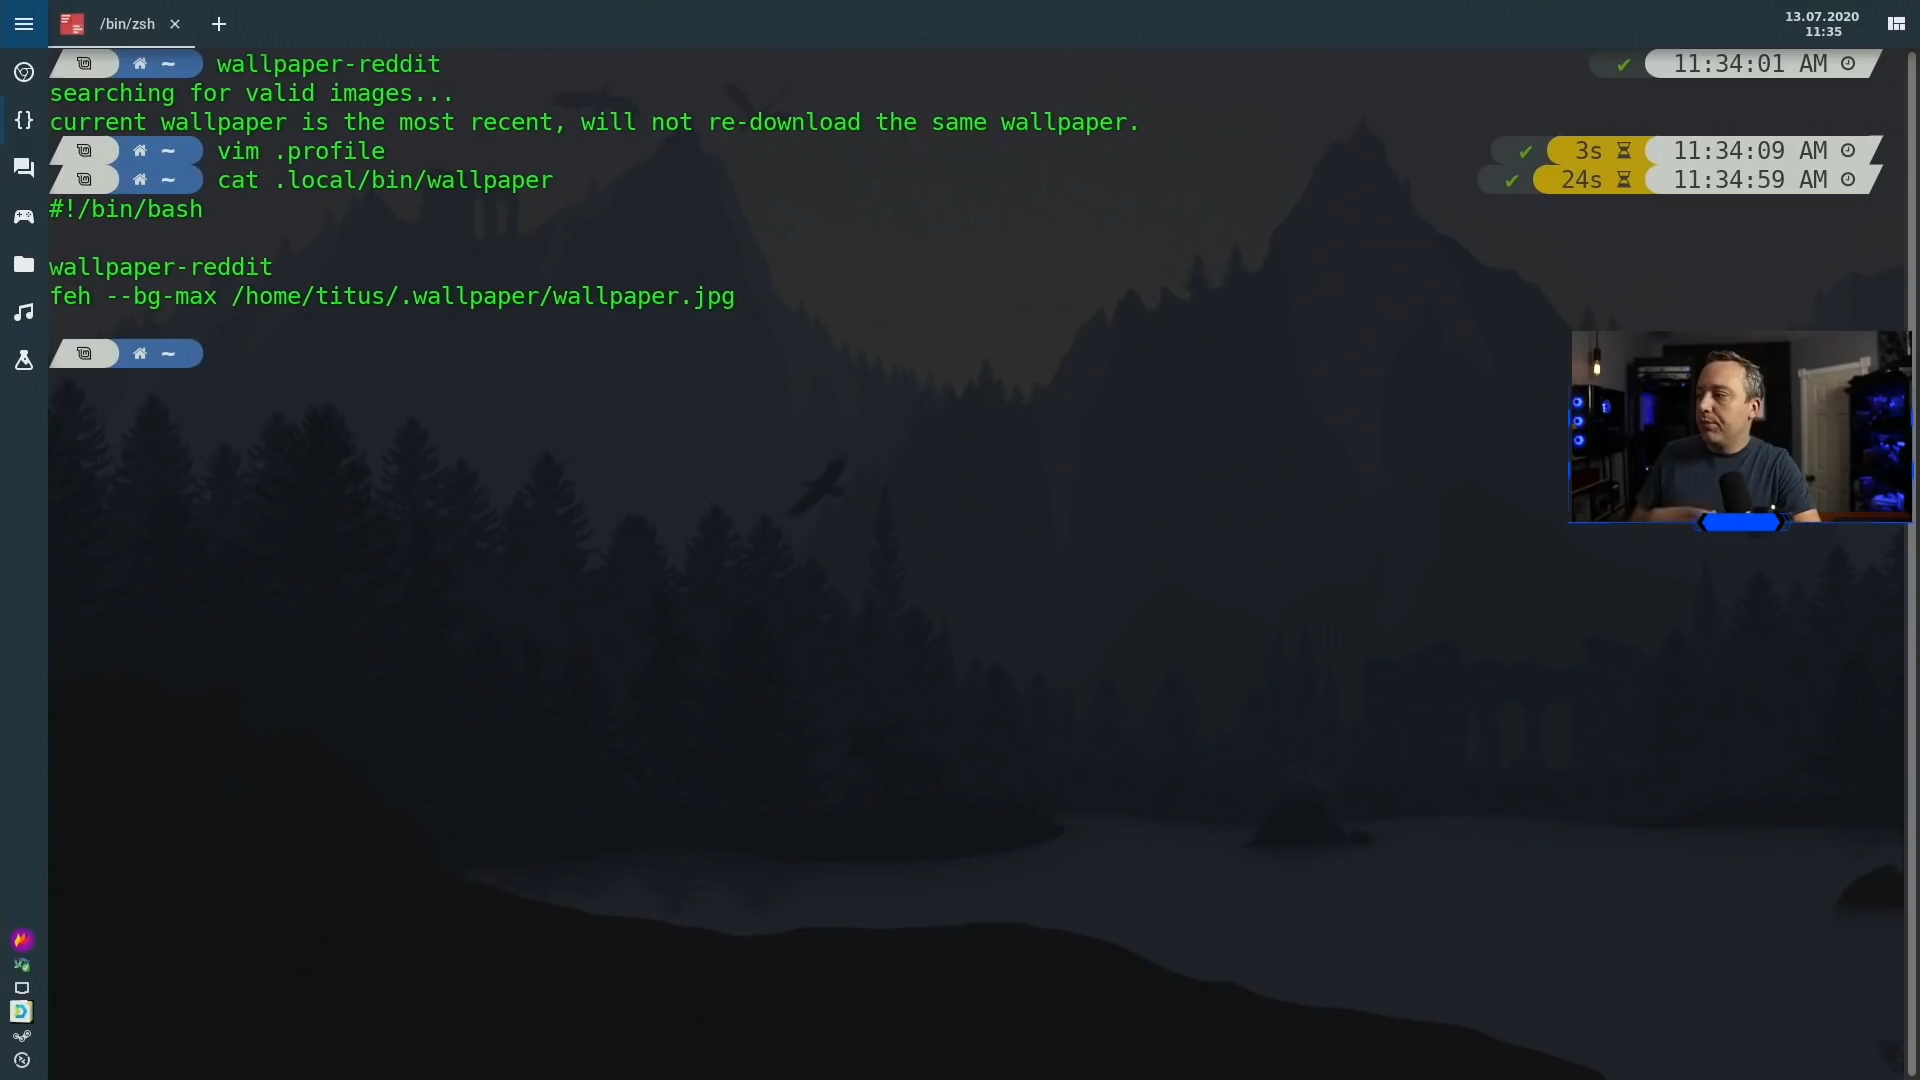 /bin/zsh
13.07.2020
11:35
~ wallpaper-reddit ✔ 11:34:01 AM
searching for valid images...
current wallpaper is the most recent, will not re-download the same wallpaper.
~ vim .profile ✔ 3s 11:34:09 AM
~ cat .local/bin/wallpaper ✔ 24s 11:34:59 AM
#!/bin/bash
wallpaper-reddit
feh --bg-max /home/titus/.wallpaper/wallpaper.jpg
~